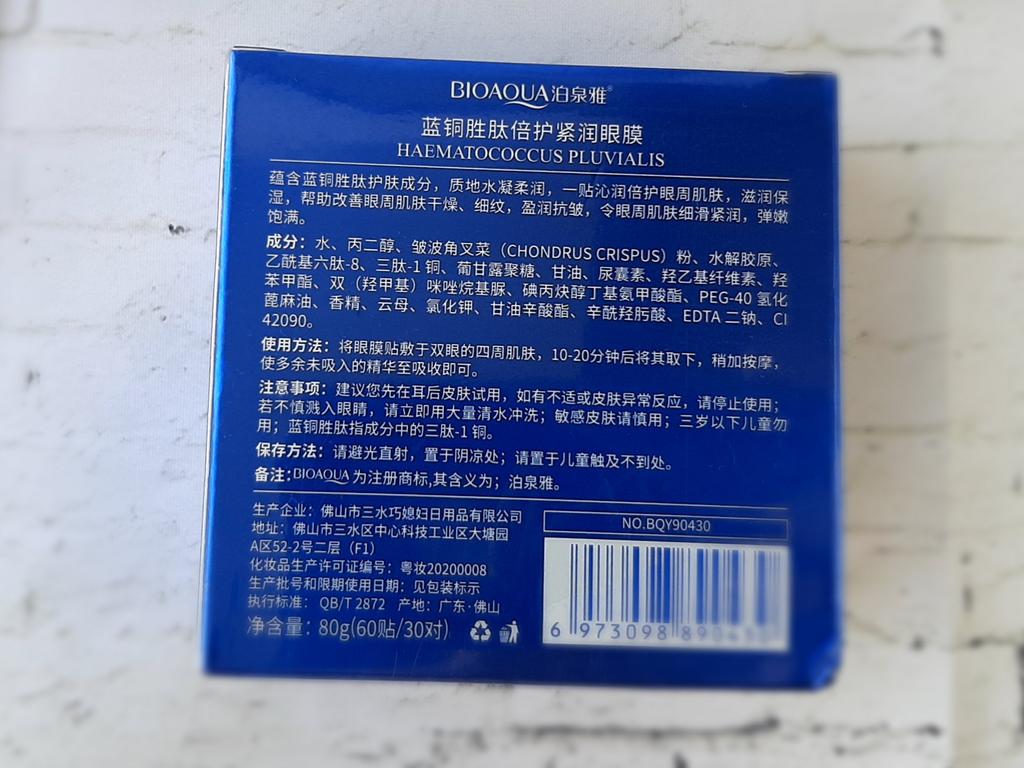 BIOAQUA泊泉雅®
蓝铜胜肽倍护紧润眼膜
HAEMATOCOCCUS PLUVIALIS
蕴含蓝铜胜肽护肤成分，质地水凝柔润，一贴沁润倍护眼周肌肤，滋润保
湿，帮助改善眼周肌肤干燥、细纹，盈润抗皱，令眼周肌肤细滑紧润，弹嫩
饱满。
成分：水、丙二醇、皱波角叉菜（CHONDRUS CRISPUS）粉、水解胶原、
乙酰基六肽-8、三肽-1 铜、葡甘露聚糖、甘油、尿囊素、羟乙基纤维素、羟
苯甲酯、双（羟甲基）咪唑烷基脲、碘丙炔醇丁基氨甲酸酯、PEG-40 氢化
蓖麻油、香精、云母、氯化钾、甘油辛酸酯、辛酰羟肟酸、EDTA 二钠、CI
42090。
使用方法：将眼膜贴敷于双眼的四周肌肤，10-20分钟后将其取下，稍加按摩，
使多余未吸入的精华至吸收即可。
注意事项：建议您先在耳后皮肤试用，如有不适或皮肤异常反应，请停止使用；
若不慎溅入眼睛，请立即用大量清水冲洗；敏感皮肤请慎用；三岁以下儿童勿
用；蓝铜胜肽指成分中的三肽-1 铜。
保存方法：请避光直射，置于阴凉处；请置于儿童触及不到处。
备注:BIOAQUA 为注册商标,其含义为；泊泉雅。
生产企业：佛山市三水巧媳妇日用品有限公司
地址：佛山市三水区中心科技工业区大塘园
A区52-2号二层（F1）
化妆品生产许可证编号：粤妆20200008
生产批号和限期使用日期：见包装标示
执行标准： QB/T 2872 产地：广东·佛山
净含量：80g(60贴/30对)
NO.BQY90430
6 973098 890430